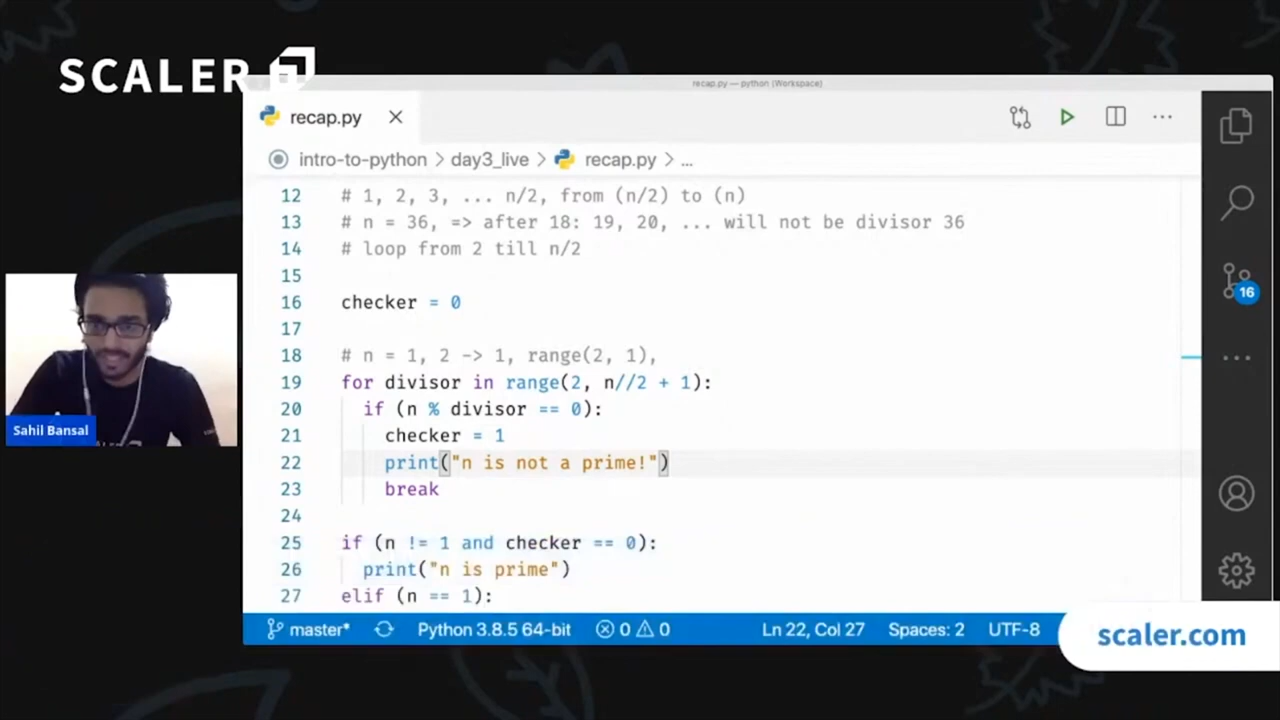 SCALER
recap.py — python (Workspace)
recap.py
intro-to-python > day3_live > recap.py > ...
12 # 1, 2, 3, ... n/2, from (n/2) to (n)
13 # n = 36, => after 18: 19, 20, ... will not be divisor 36
14 # loop from 2 till n/2
15
16 checker = 0
17
18 # n = 1, 2 -> 1, range(2, 1),
19 for divisor in range(2, n//2 + 1):
20 if (n % divisor == 0):
21 checker = 1
22 print("n is not a prime!")
23 break
24
25 if (n != 1 and checker == 0):
26 print("n is prime")
27 elif (n == 1):
16
Sahil Bansal
master* Python 3.8.5 64-bit 0 0 Ln 22, Col 27 Spaces: 2 UTF-8
scaler.com